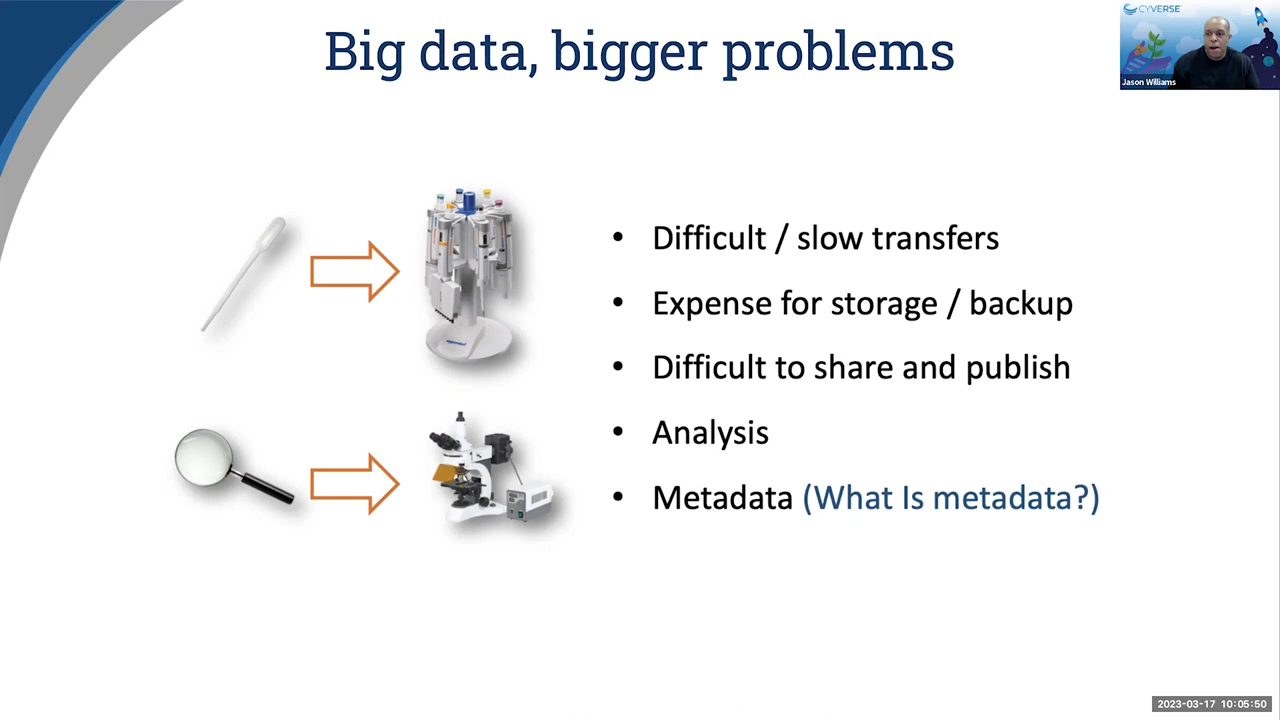 Big data, bigger problems
CYVERSE
Jason Williams
• Difficult / slow transfers
• Expense for storage / backup
• Difficult to share and publish
• Analysis
• Metadata (What Is metadata?)
2023-03-17 10:05:50